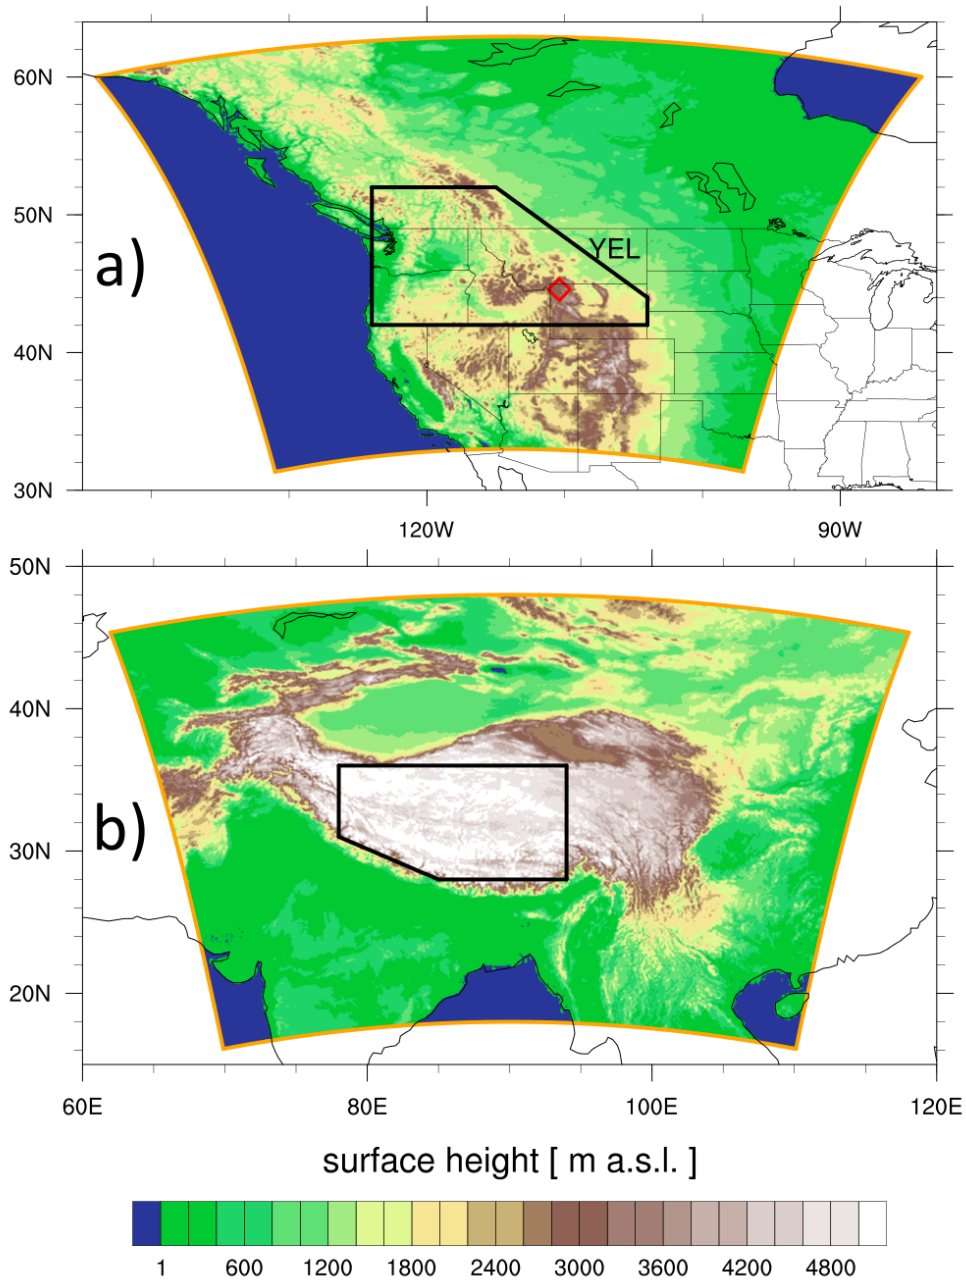 60N
50N
a)
YEL
40N
30N
120W 90W
50N
40N
b)
30N
20N
60E 80E 100E 120E
surface height [ m a.s.l. ]
1 600 1200 1800 2400 3000 3600 4200 4800